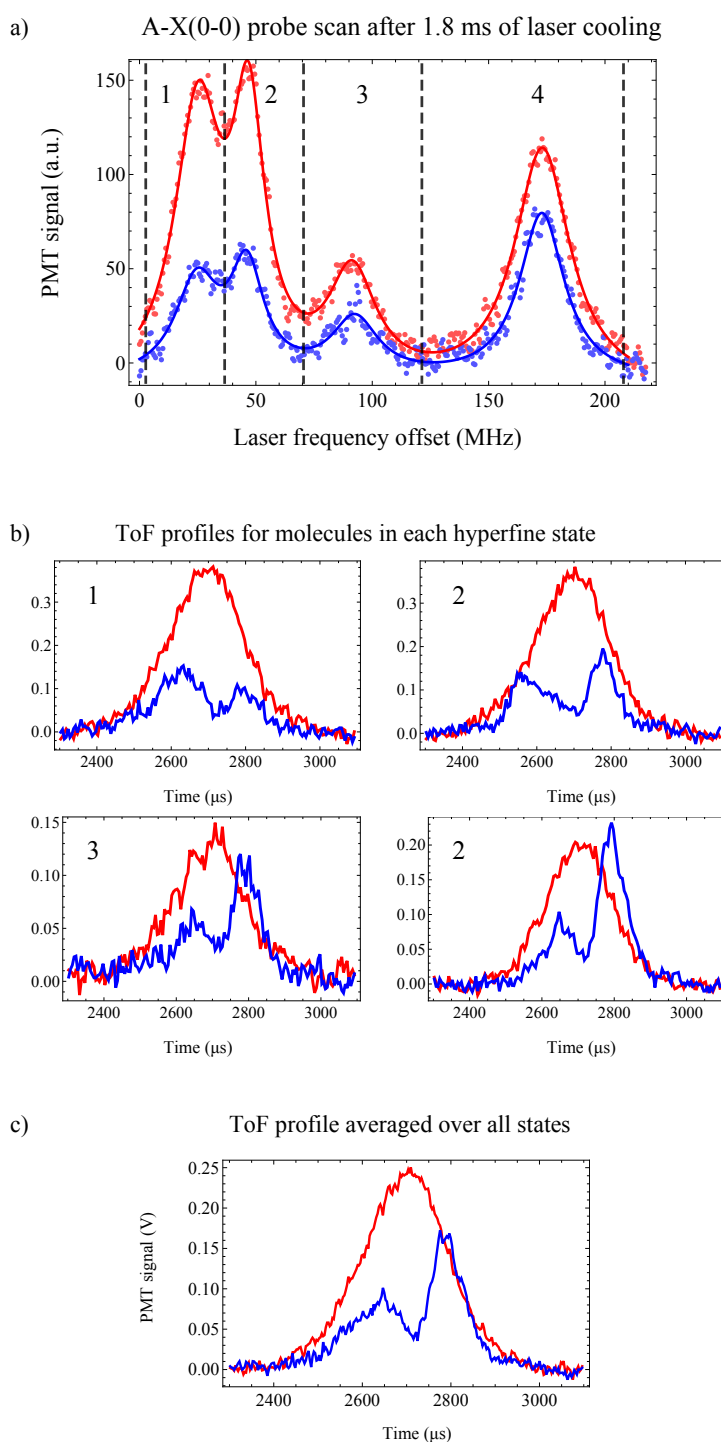 a) A-X(0-0) probe scan after 1.8 ms of laser cooling
1 2 3 4
150
100
50
0
PMT signal (a.u.)
0 50 100 150 200
Laser frequency offset (MHz)
b) ToF profiles for molecules in each hyperfine state
1
0.3
0.2
0.1
0.0
2400 2600 2800 3000
Time (μs)
2
0.3
0.2
0.1
0.0
2400 2600 2800 3000
Time (μs)
3
0.15
0.10
0.05
0.00
2400 2600 2800 3000
Time (μs)
2
0.20
0.15
0.10
0.05
0.00
2400 2600 2800 3000
Time (μs)
c) ToF profile averaged over all states
0.25
0.20
0.15
0.10
0.05
0.00
PMT signal (V)
2400 2600 2800 3000
Time (μs)